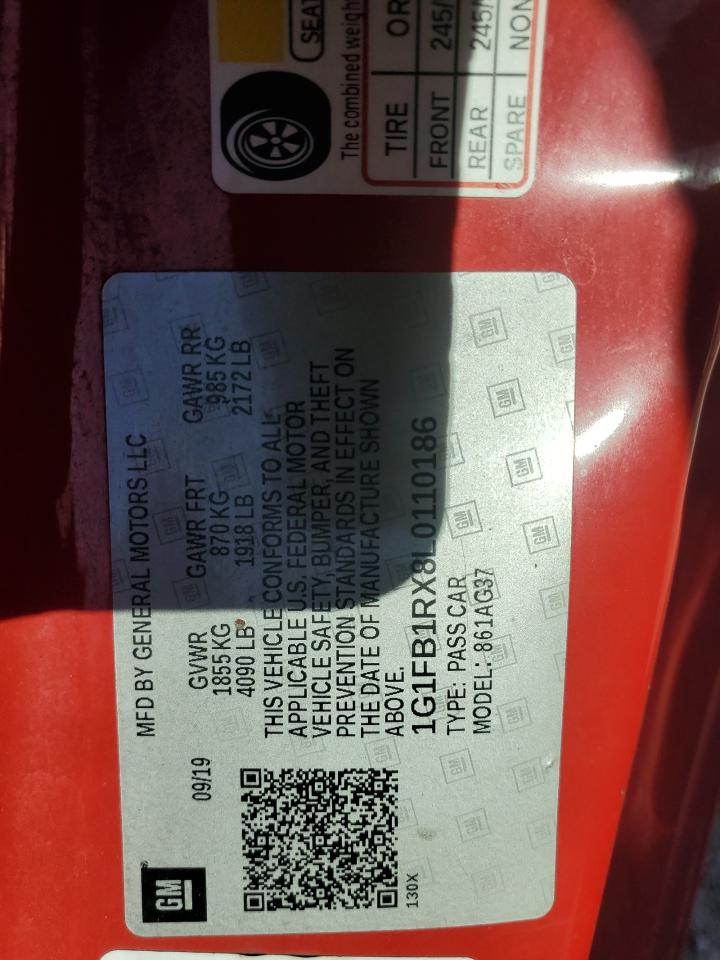 GM
MFD BY GENERAL MOTORS LLC
09/19
GVWR GAWR FRT GAWR RR
1855 KG 870 KG 985 KG
4090 LB 1918 LB 2172 LB
THIS VEHICLE CONFORMS TO ALL
APPLICABLE U.S. FEDERAL MOTOR
VEHICLE SAFETY, BUMPER, AND THEFT
PREVENTION STANDARDS IN EFFECT ON
THE DATE OF MANUFACTURE SHOWN
ABOVE.
1G1FB1RX8L0110186
TYPE: PASS CAR
MODEL: 861AG37
130X
SEAT
The combined weight
TIRE OR
FRONT 245/
REAR 245/
SPARE NON